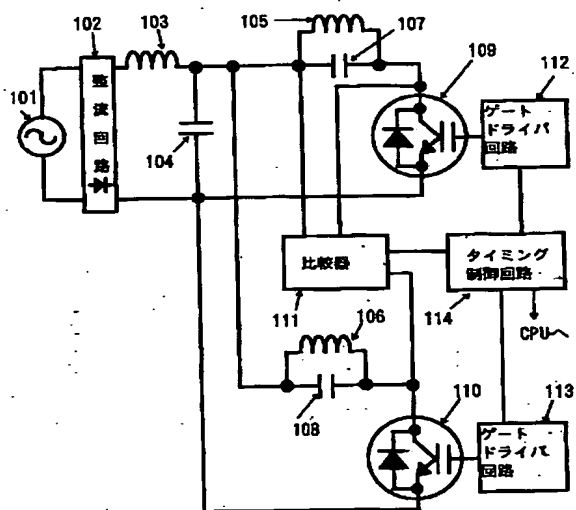 105
107
102
103
109
112
101
整流回路
ゲート
ドライバ
回路
104
比較器
タイミング
制御回路
111
114
CPUへ
106
108
110
113
ゲート
ドライバ
回路